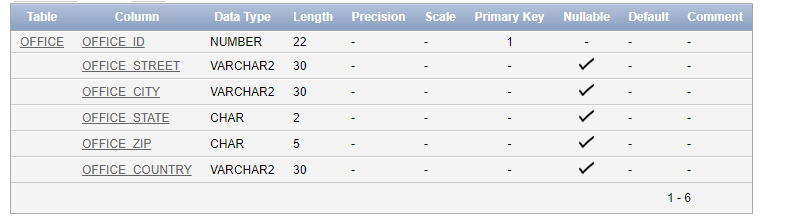 Table Column Data Type Length Precision Scale Primary Key Nullable Default Comment
OFFICE OFFICE_ID NUMBER 22 - - 1 - - -
OFFICE_STREET VARCHAR2 30 - - - ✓ - -
OFFICE_CITY VARCHAR2 30 - - - ✓ - -
OFFICE_STATE CHAR 2 - - - ✓ - -
OFFICE_ZIP CHAR 5 - - - ✓ - -
OFFICE_COUNTRY VARCHAR2 30 - - - ✓ - -
1 - 6